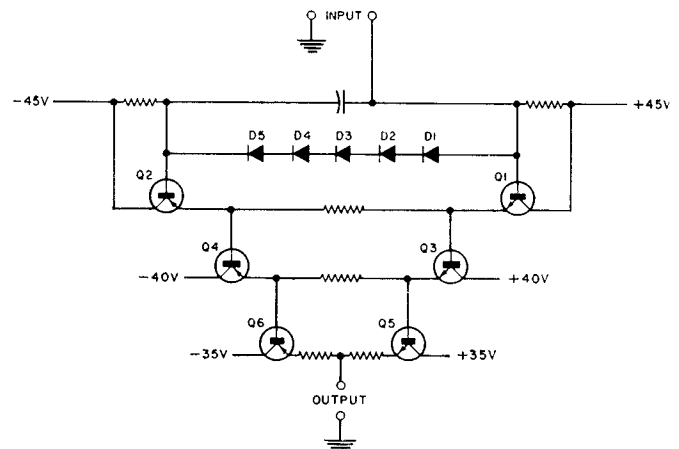 INPUT
-45V
+45V
D5 D4 D3 D2 D1
Q2
Q1
Q4
Q3
-40V
+40V
Q6
Q5
-35V
+35V
OUTPUT